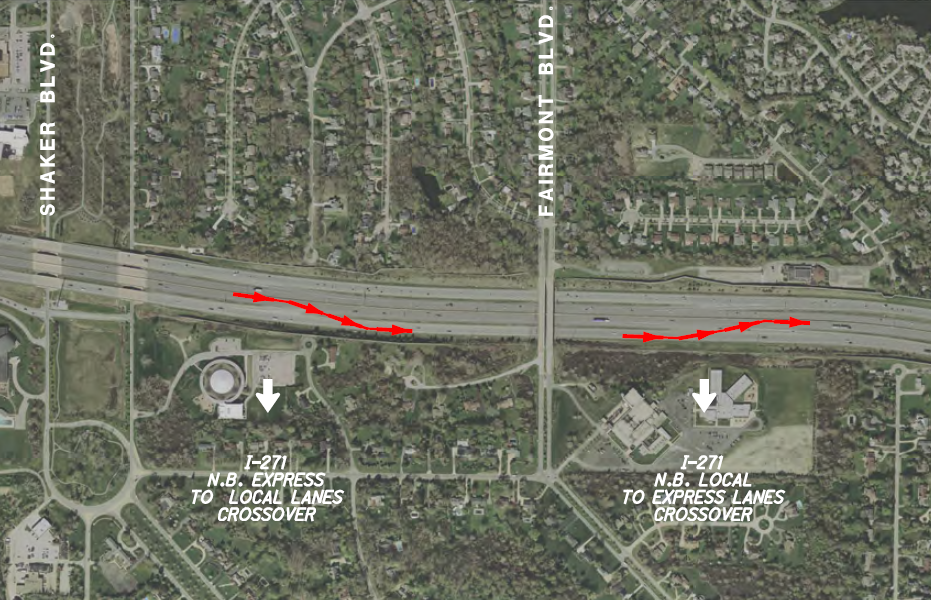 SHAKER BLVD.
FAIRMONT BLVD.
I-271
N.B. EXPRESS
TO LOCAL LANES
CROSSOVER
I-271
N.B. LOCAL
TO EXPRESS LANES
CROSSOVER